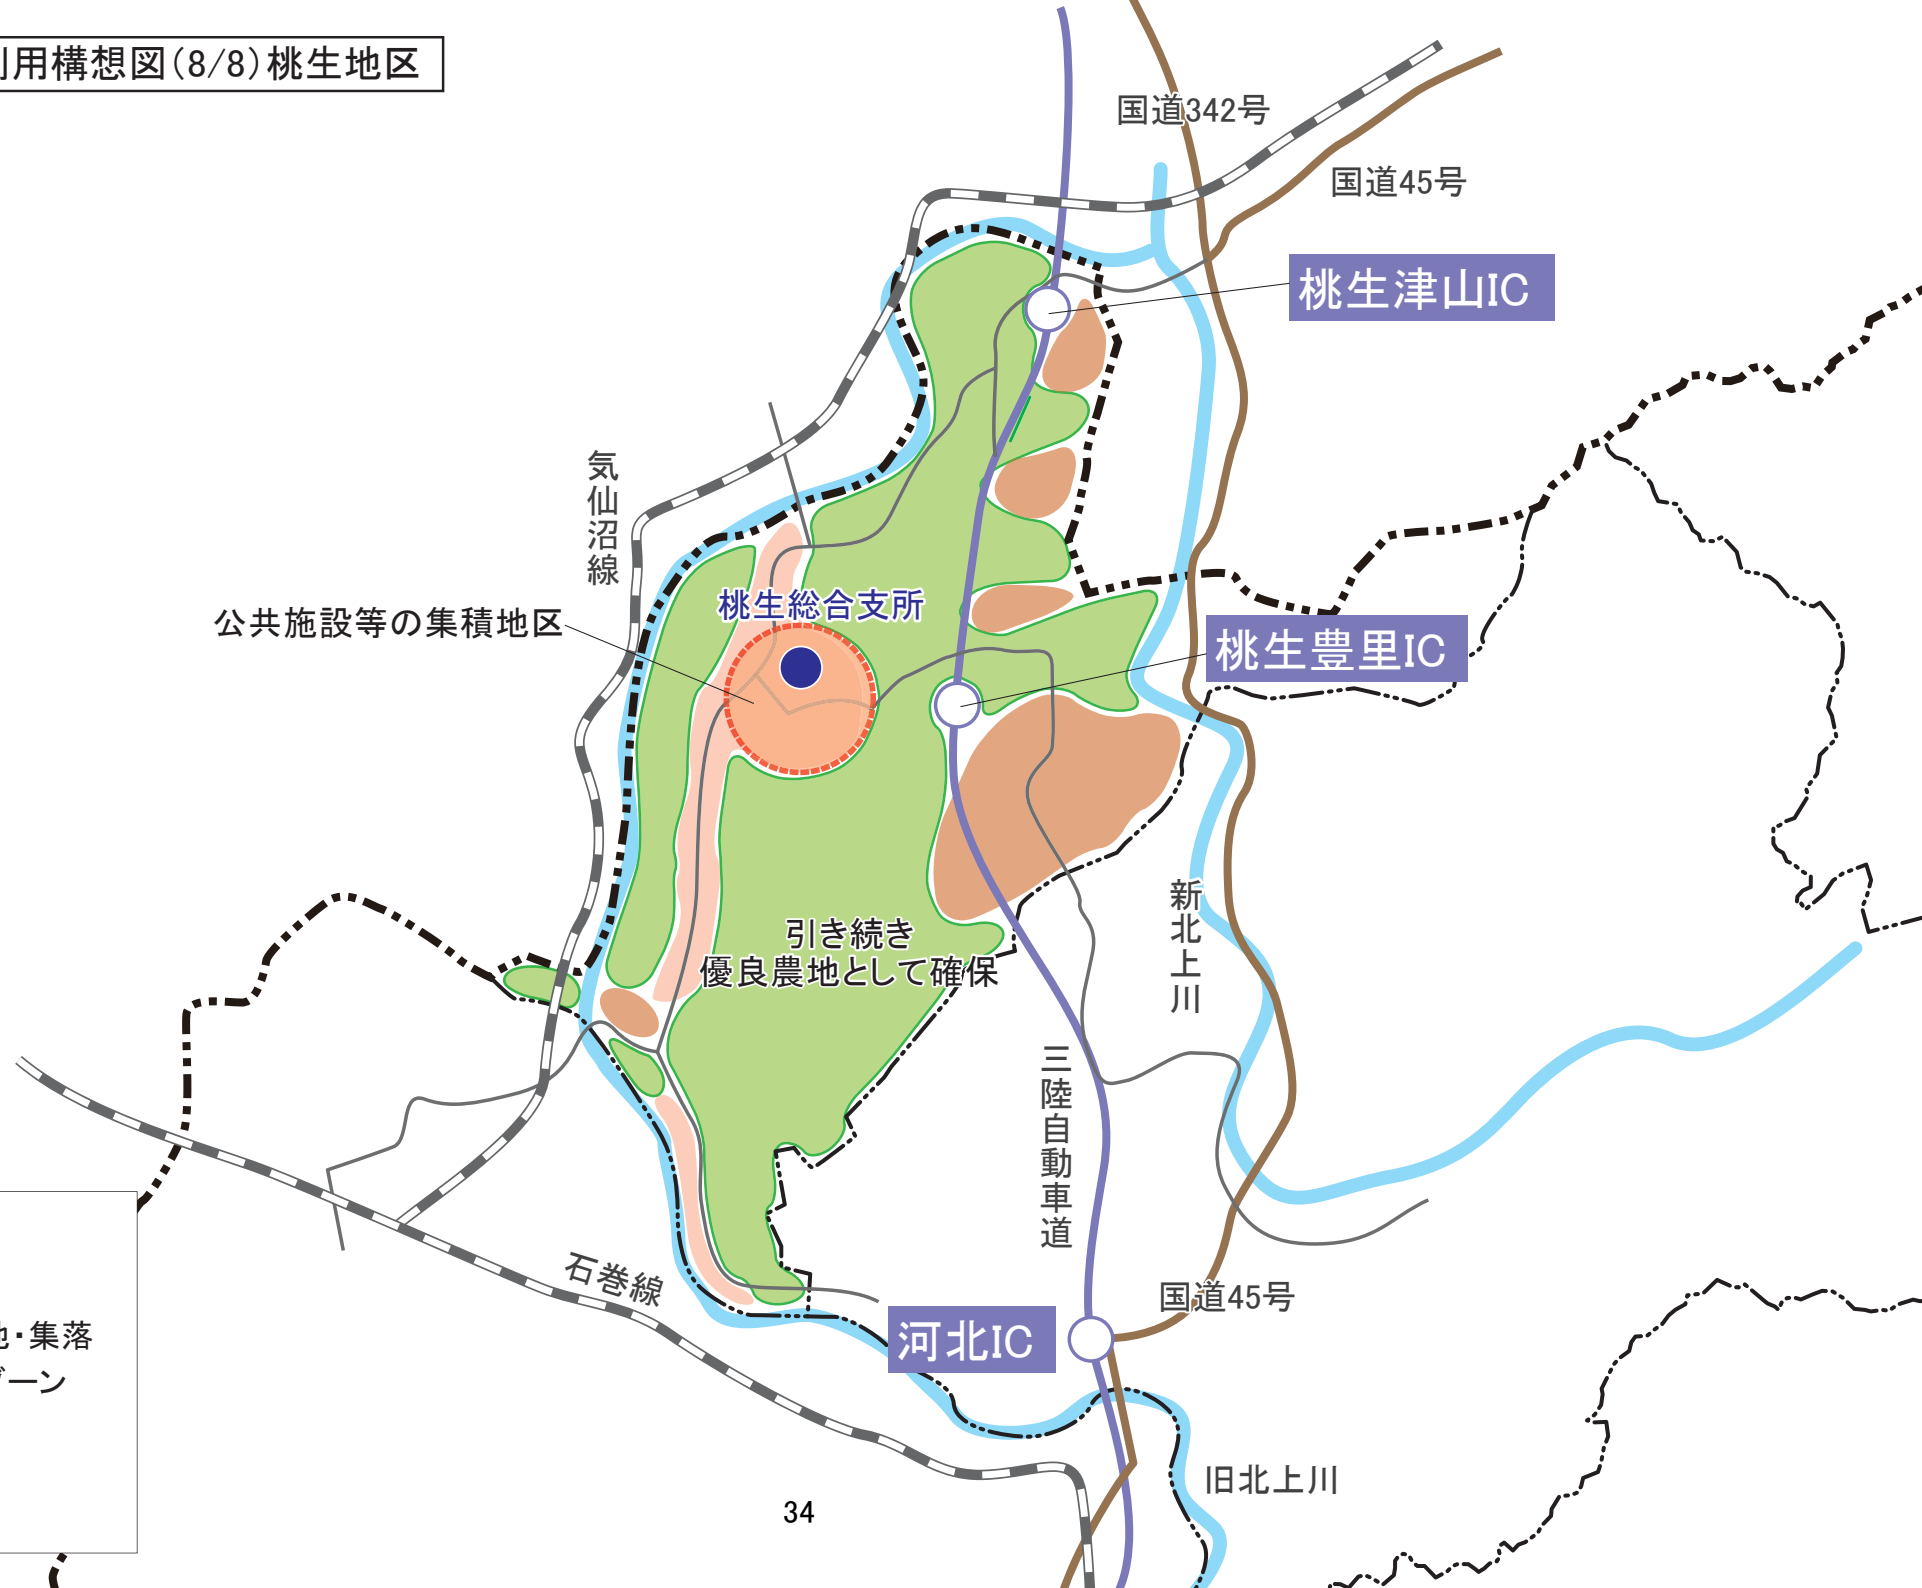 用構想図(8/8)桃生地区
国道342号
国道45号
桃生津山IC
気仙沼線
桃生総合支所
公共施設等の集積地区
桃生豊里IC
新北上川
引き続き
優良農地として確保
三陸自動車道
石巻線
国道45号
河北IC
・集落
ゾーン
旧北上川
34